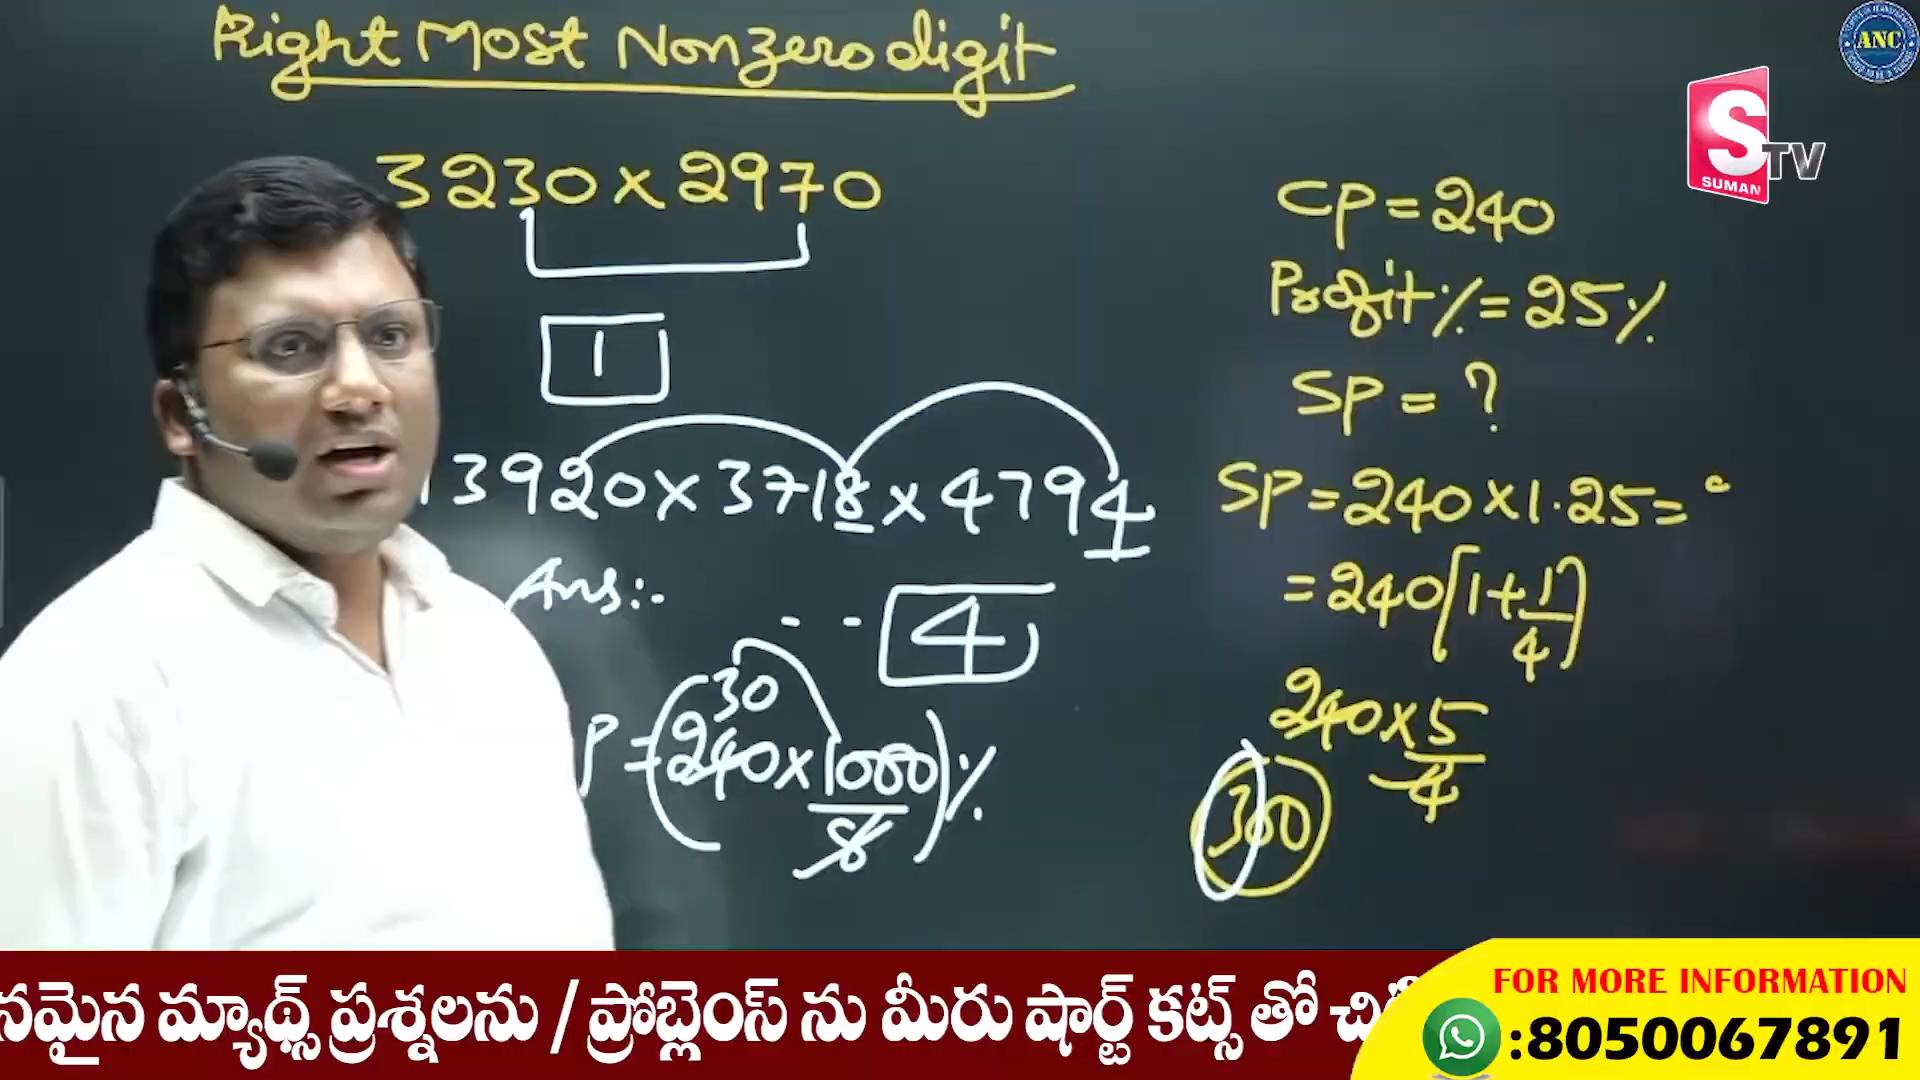 Right Most Nonzero digit
3230 × 2970
1
13920 × 3718 × 4794
Ans:-
-- 4
30
P = (240 × 1000/8)%
CP = 240
Profit% = 25%
SP = ?
SP = 240 × 1.25 =
= 240[1 + 1/4]
240 × 5/4
300
ANC
S TV
SUMAN
నమైన మ్యాథ్స్ ప్రశ్నలను / ప్రోబ్లెంస్ ను మీరు షార్ట్ కట్స్ తో
FOR MORE INFORMATION
:8050067891